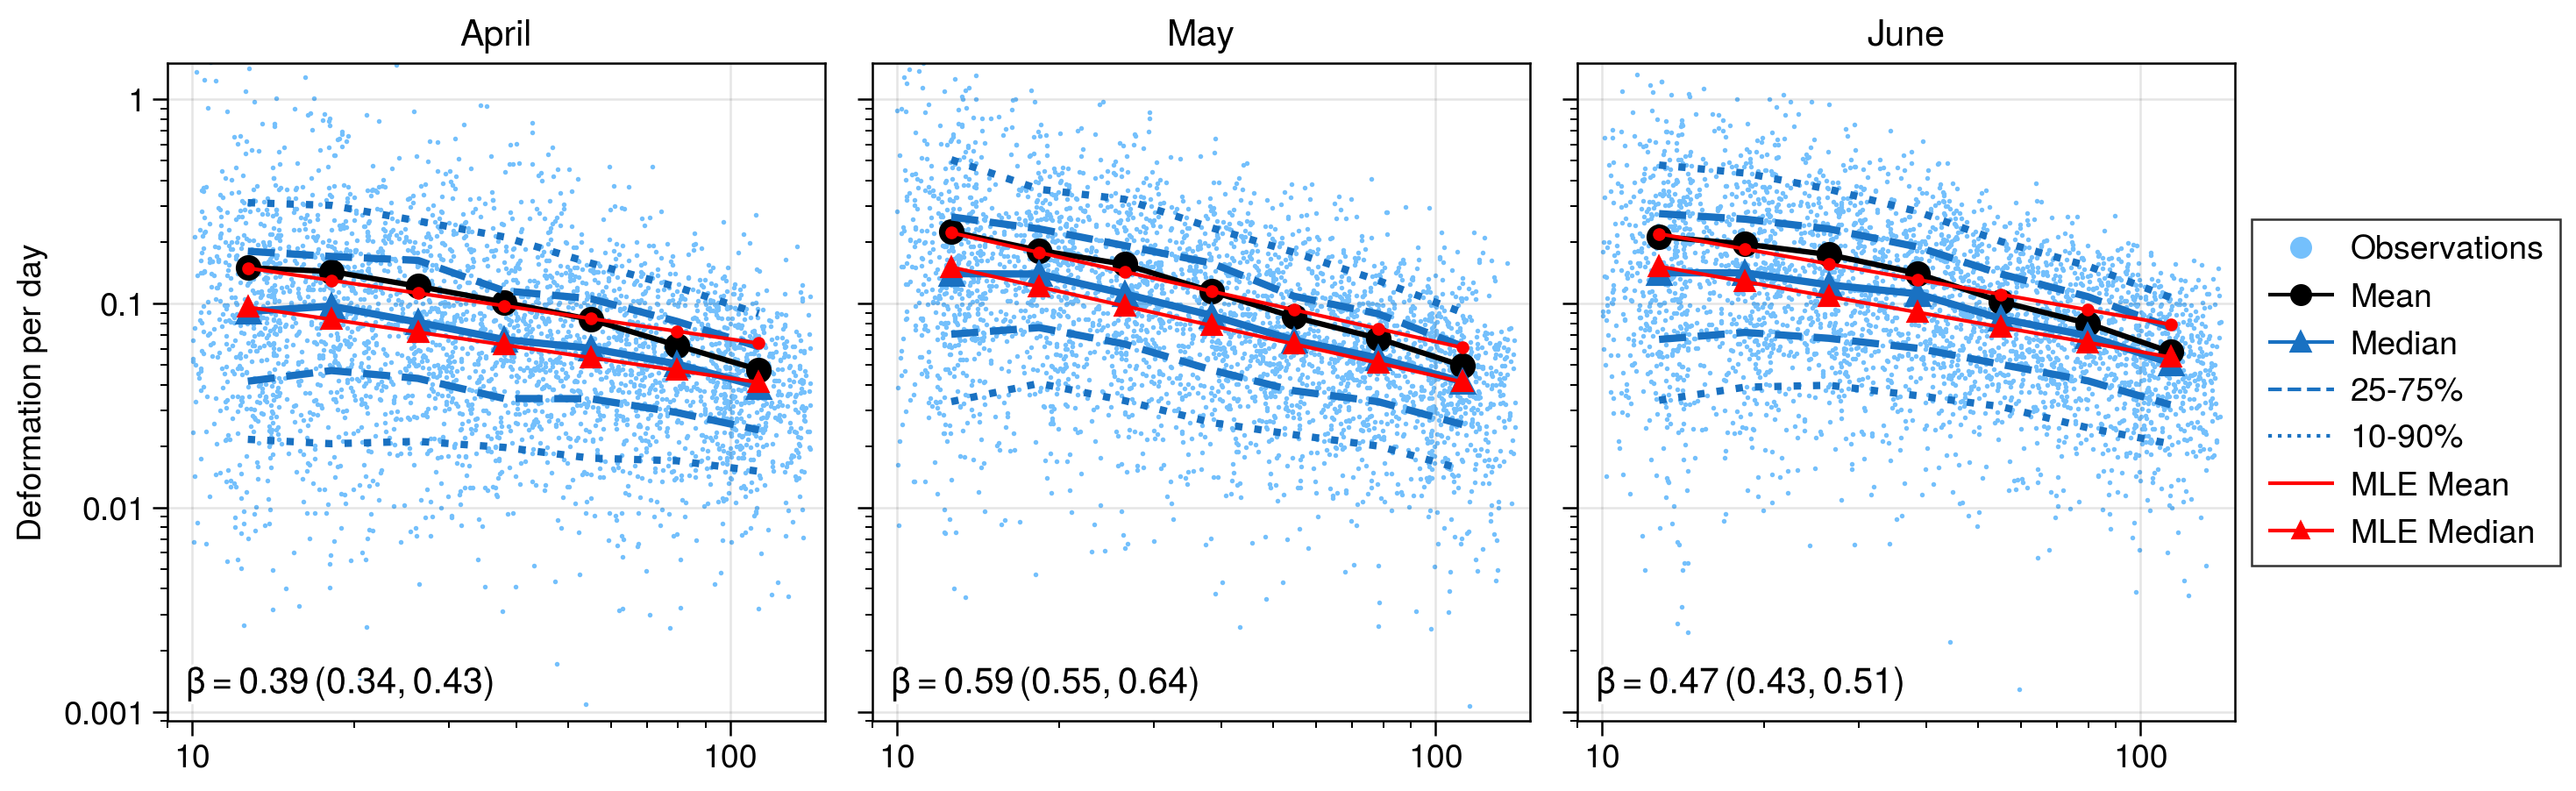 April
May
June
Deformation per day
1
0.1
0.01
0.001
β = 0.39 (0.34, 0.43)
β = 0.59 (0.55, 0.64)
β = 0.47 (0.43, 0.51)
10
100
10
100
10
100
Observations
Mean
Median
25-75%
10-90%
MLE Mean
MLE Median